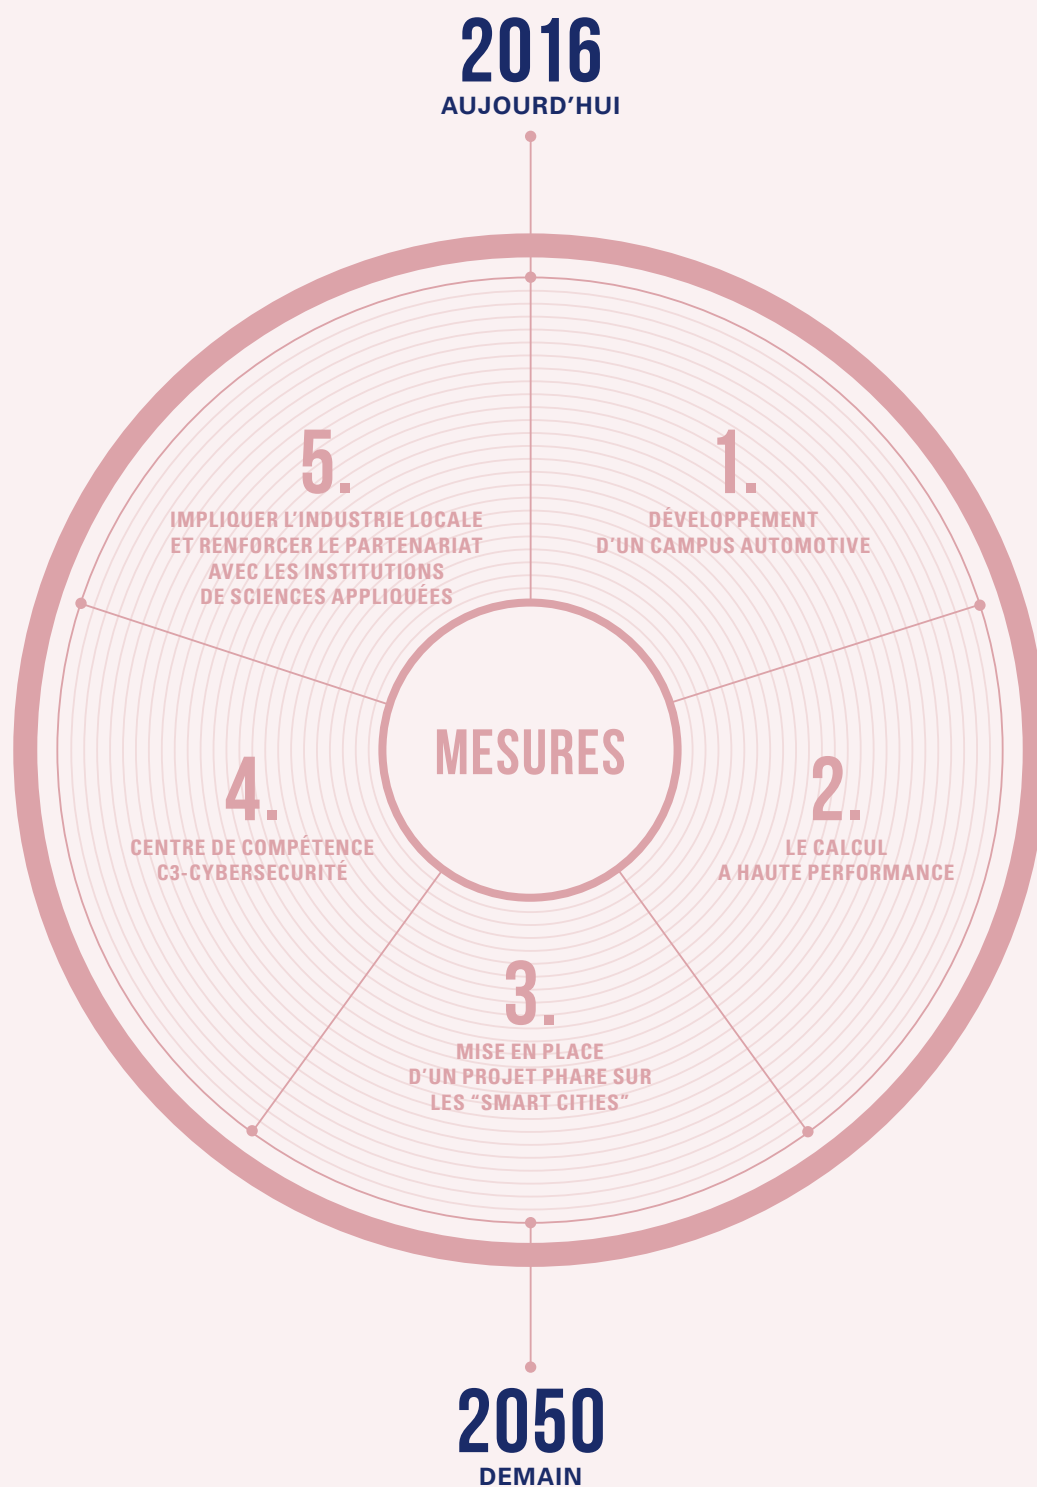 2016
AUJOURD'HUI
1.
DÉVELOPPEMENT
D'UN CAMPUS AUTOMOTIVE
2.
LE CALCUL
A HAUTE PERFORMANCE
3.
MISE EN PLACE
D'UN PROJET PHARE SUR
LES "SMART CITIES"
4.
CENTRE DE COMPÉTENCE
C3-CYBERSECURITÉ
5.
IMPLIQUER L'INDUSTRIE LOCALE
ET RENFORCER LE PARTENARIAT
AVEC LES INSTITUTIONS
DE SCIENCES APPLIQUÉES
MESURES
2050
DEMAIN